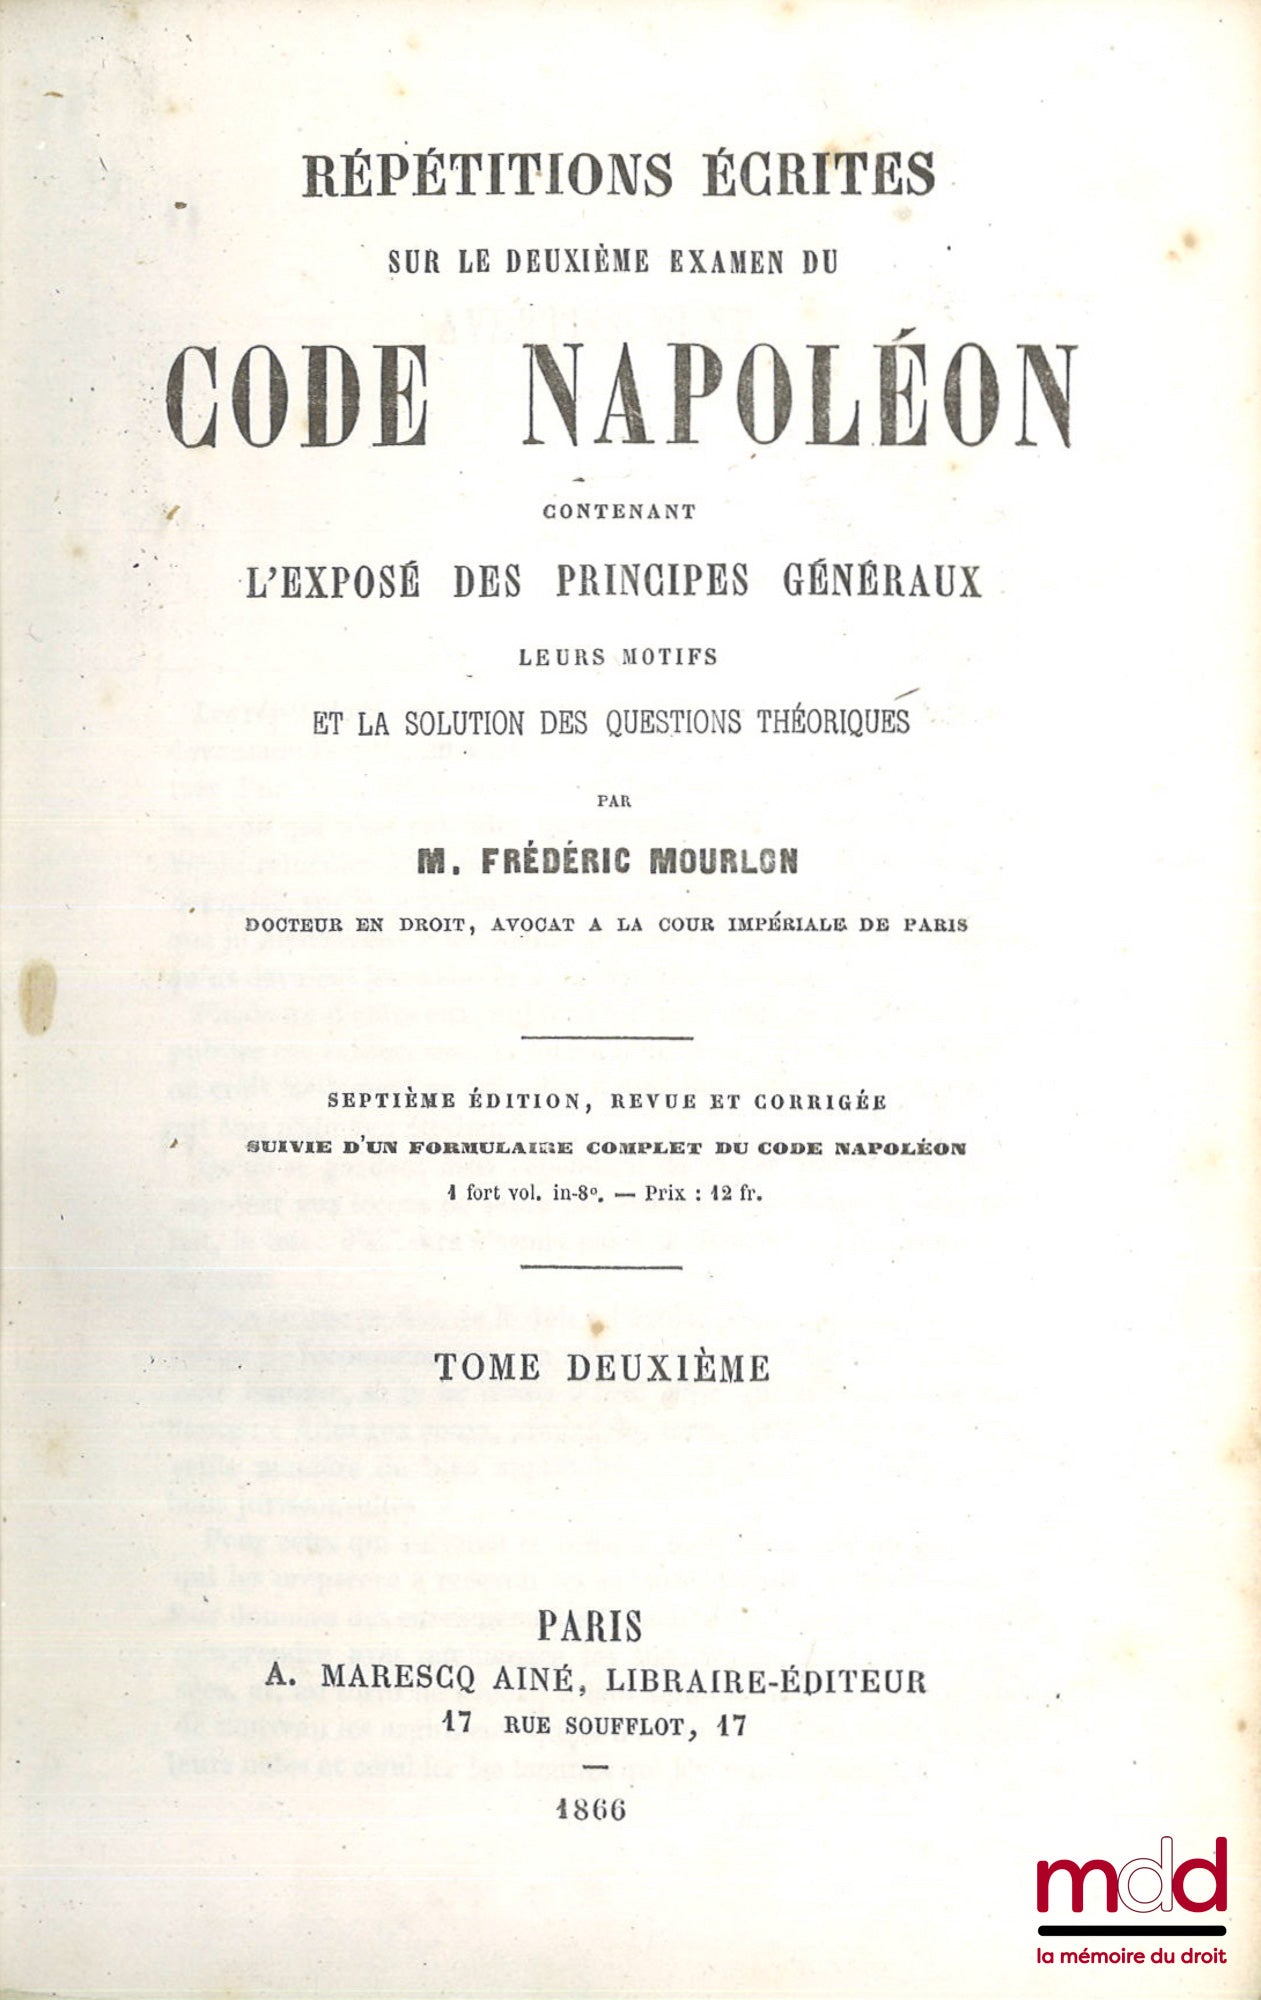 RÉPÉTITIONS ÉCRITES
SUR LE DEUXIÈME EXAMEN DU
CODE NAPOLÉON
CONTENANT
L'EXPOSÉ DES PRINCIPES GÉNÉRAUX
LEURS MOTIFS
ET LA SOLUTION DES QUESTIONS THÉORIQUES
PAR
M. FRÉDÉRIC MOURLON
DOCTEUR EN DROIT, AVOCAT A LA COUR IMPÉRIALE DE PARIS
SEPTIÈME ÉDITION, REVUE ET CORRIGÉE
SUIVIE D'UN FORMULAIRE COMPLET DU CODE NAPOLÉON
1 fort vol. in-8º. — Prix : 12 fr.
TOME DEUXIÈME
PARIS
A. MARESCQ AINÉ, LIBRAIRE-ÉDITEUR
17 RUE SOUFFLOT, 17
1866
mdd
la mémoire du droit